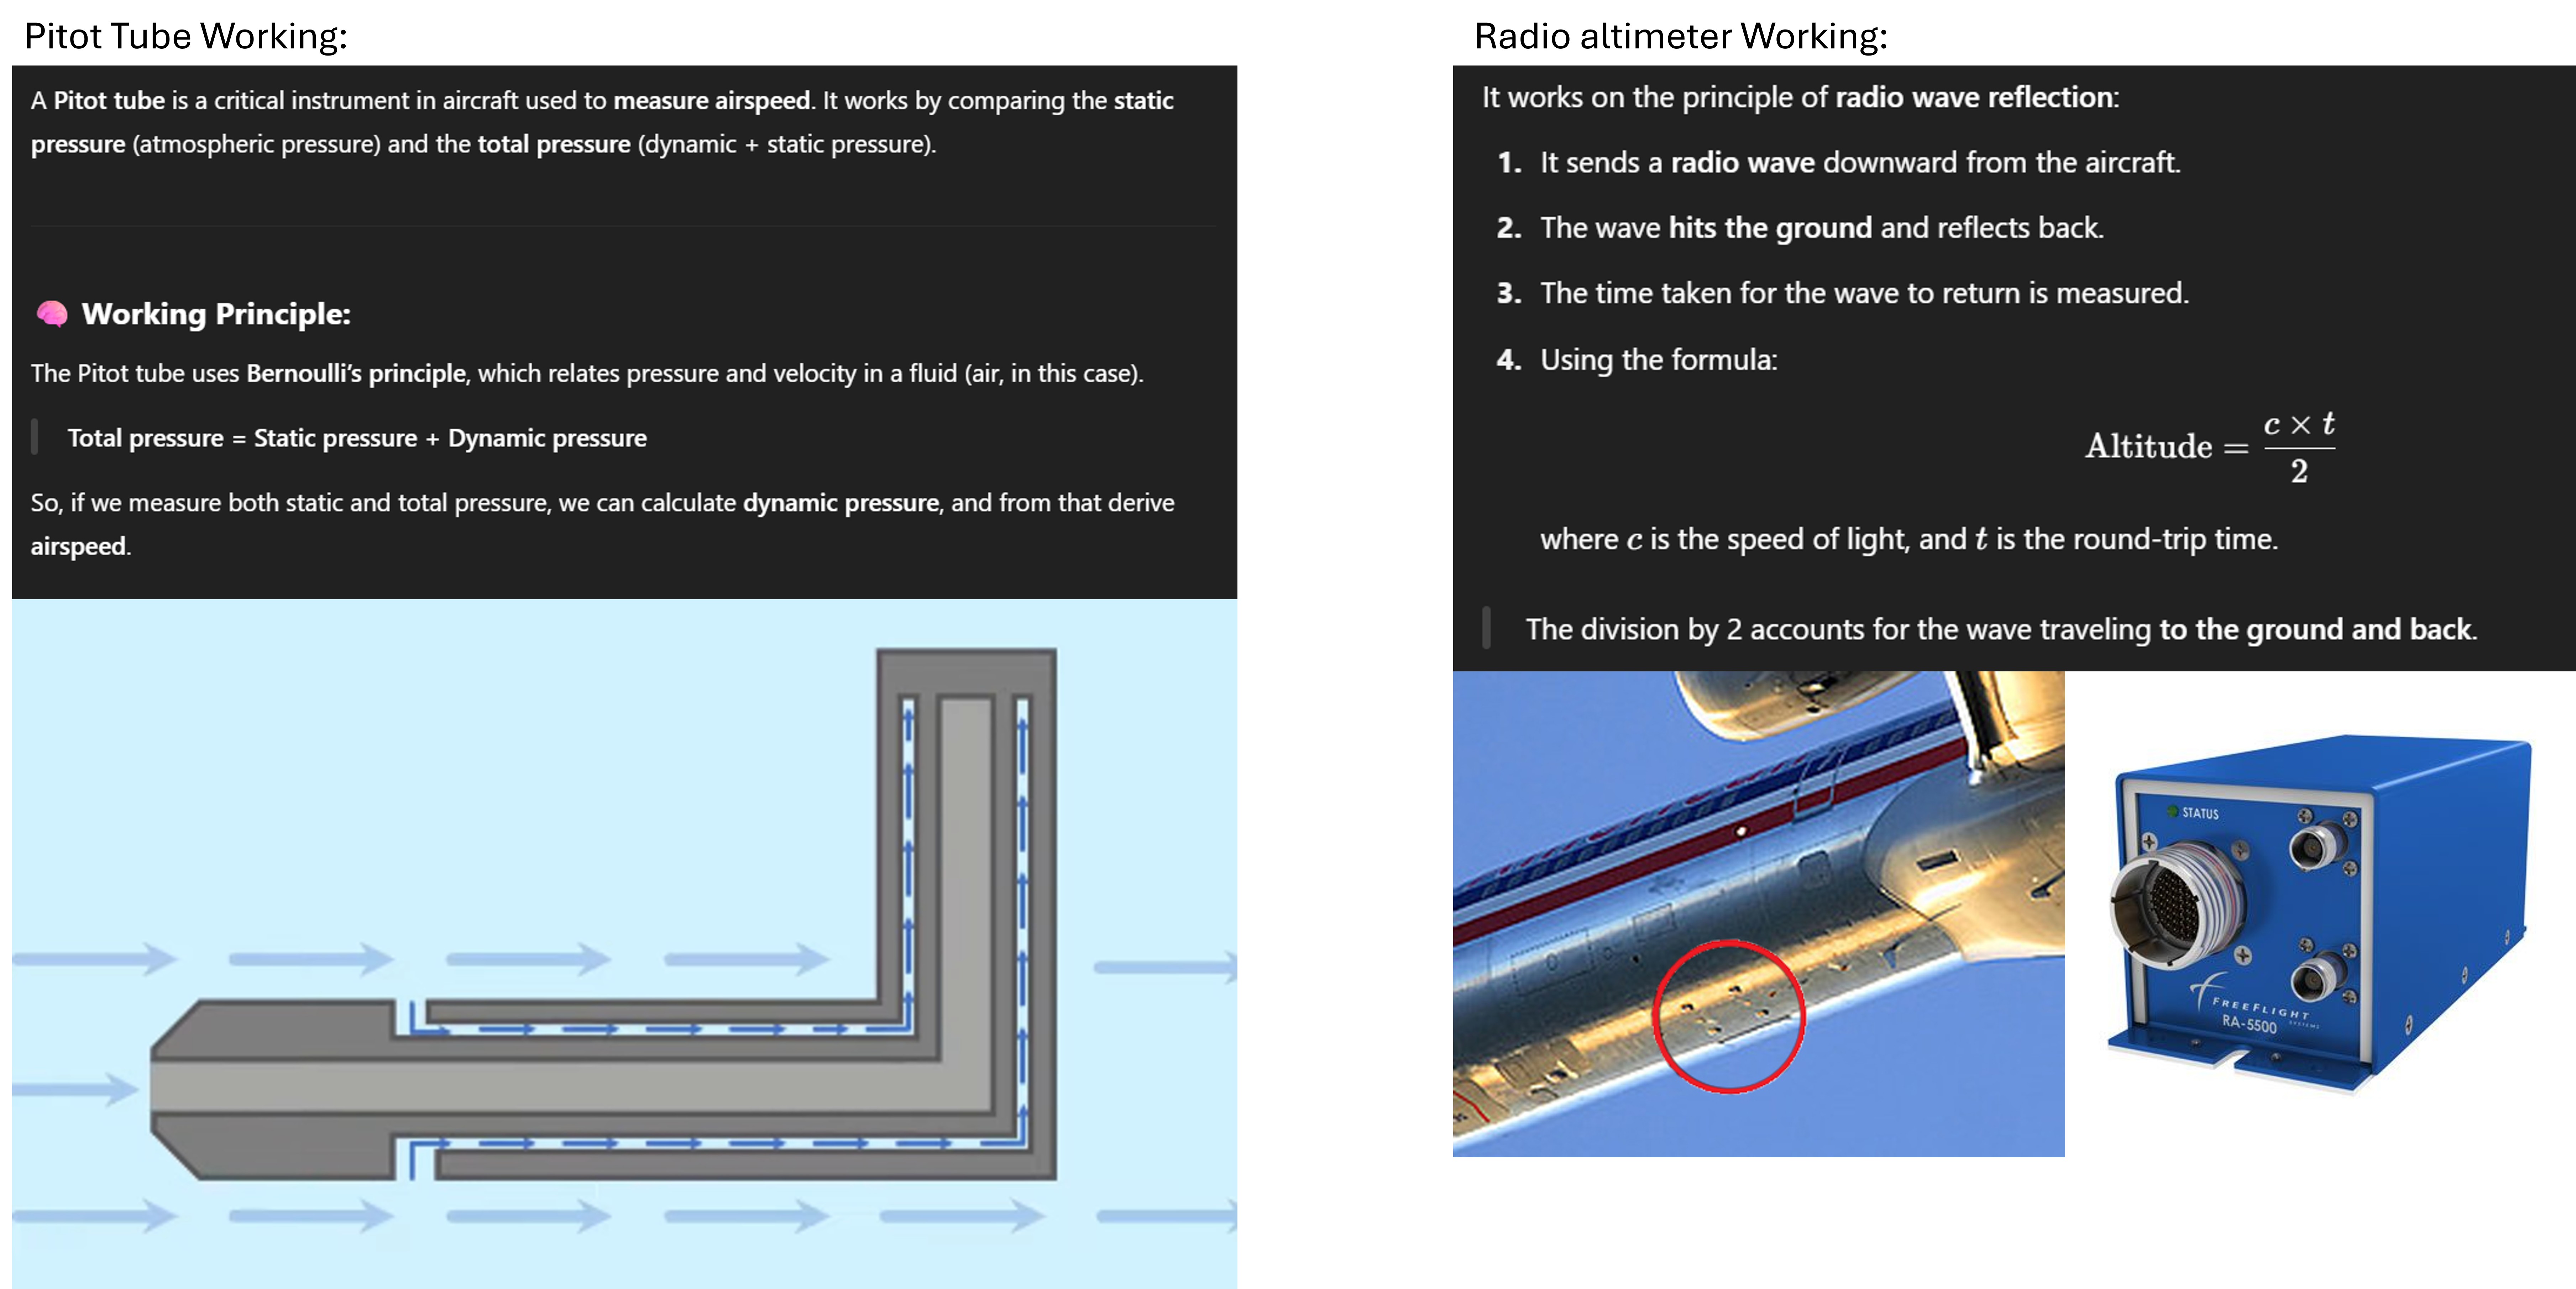 Pitot Tube Working:
A Pitot tube is a critical instrument in aircraft used to measure airspeed. It works by comparing the static
pressure (atmospheric pressure) and the total pressure (dynamic + static pressure).
🧠 Working Principle:
The Pitot tube uses Bernoulli’s principle, which relates pressure and velocity in a fluid (air, in this case).
Total pressure = Static pressure + Dynamic pressure
So, if we measure both static and total pressure, we can calculate dynamic pressure, and from that derive
airspeed.
Radio altimeter Working:
It works on the principle of radio wave reflection:
1. It sends a radio wave downward from the aircraft.
2. The wave hits the ground and reflects back.
3. The time taken for the wave to return is measured.
4. Using the formula:
Altitude = c × t / 2
where c is the speed of light, and t is the round-trip time.
The division by 2 accounts for the wave traveling to the ground and back.
STATUS
FREEFLIGHT
SYSTEMS
RA-5500